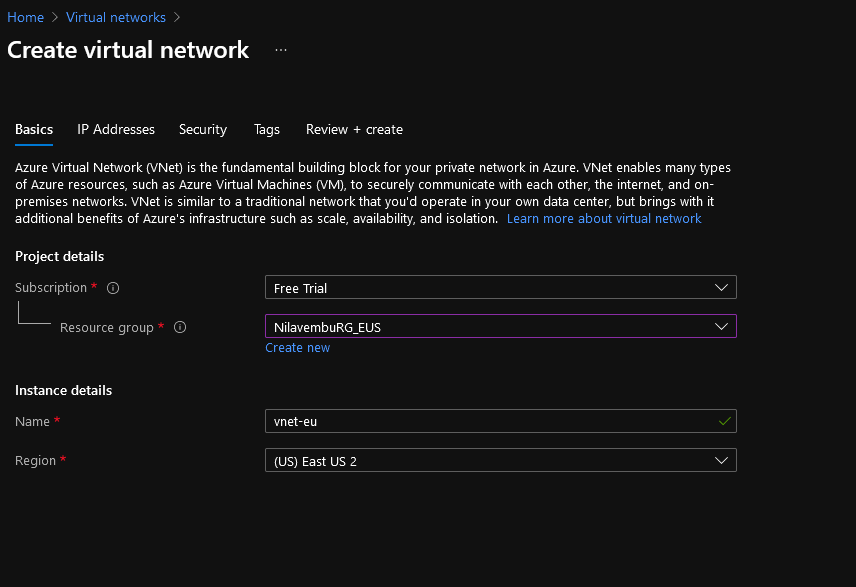 Home > Virtual networks >
Create virtual network ...
Basics IP Addresses Security Tags Review + create
Azure Virtual Network (VNet) is the fundamental building block for your private network in Azure. VNet enables many types
of Azure resources, such as Azure Virtual Machines (VM), to securely communicate with each other, the internet, and on-
premises networks. VNet is similar to a traditional network that you'd operate in your own data center, but brings with it
additional benefits of Azure's infrastructure such as scale, availability, and isolation. Learn more about virtual network
Project details
Subscription * Free Trial
Resource group * NilavembuRG_EUS
Create new
Instance details
Name * vnet-eu
Region * (US) East US 2